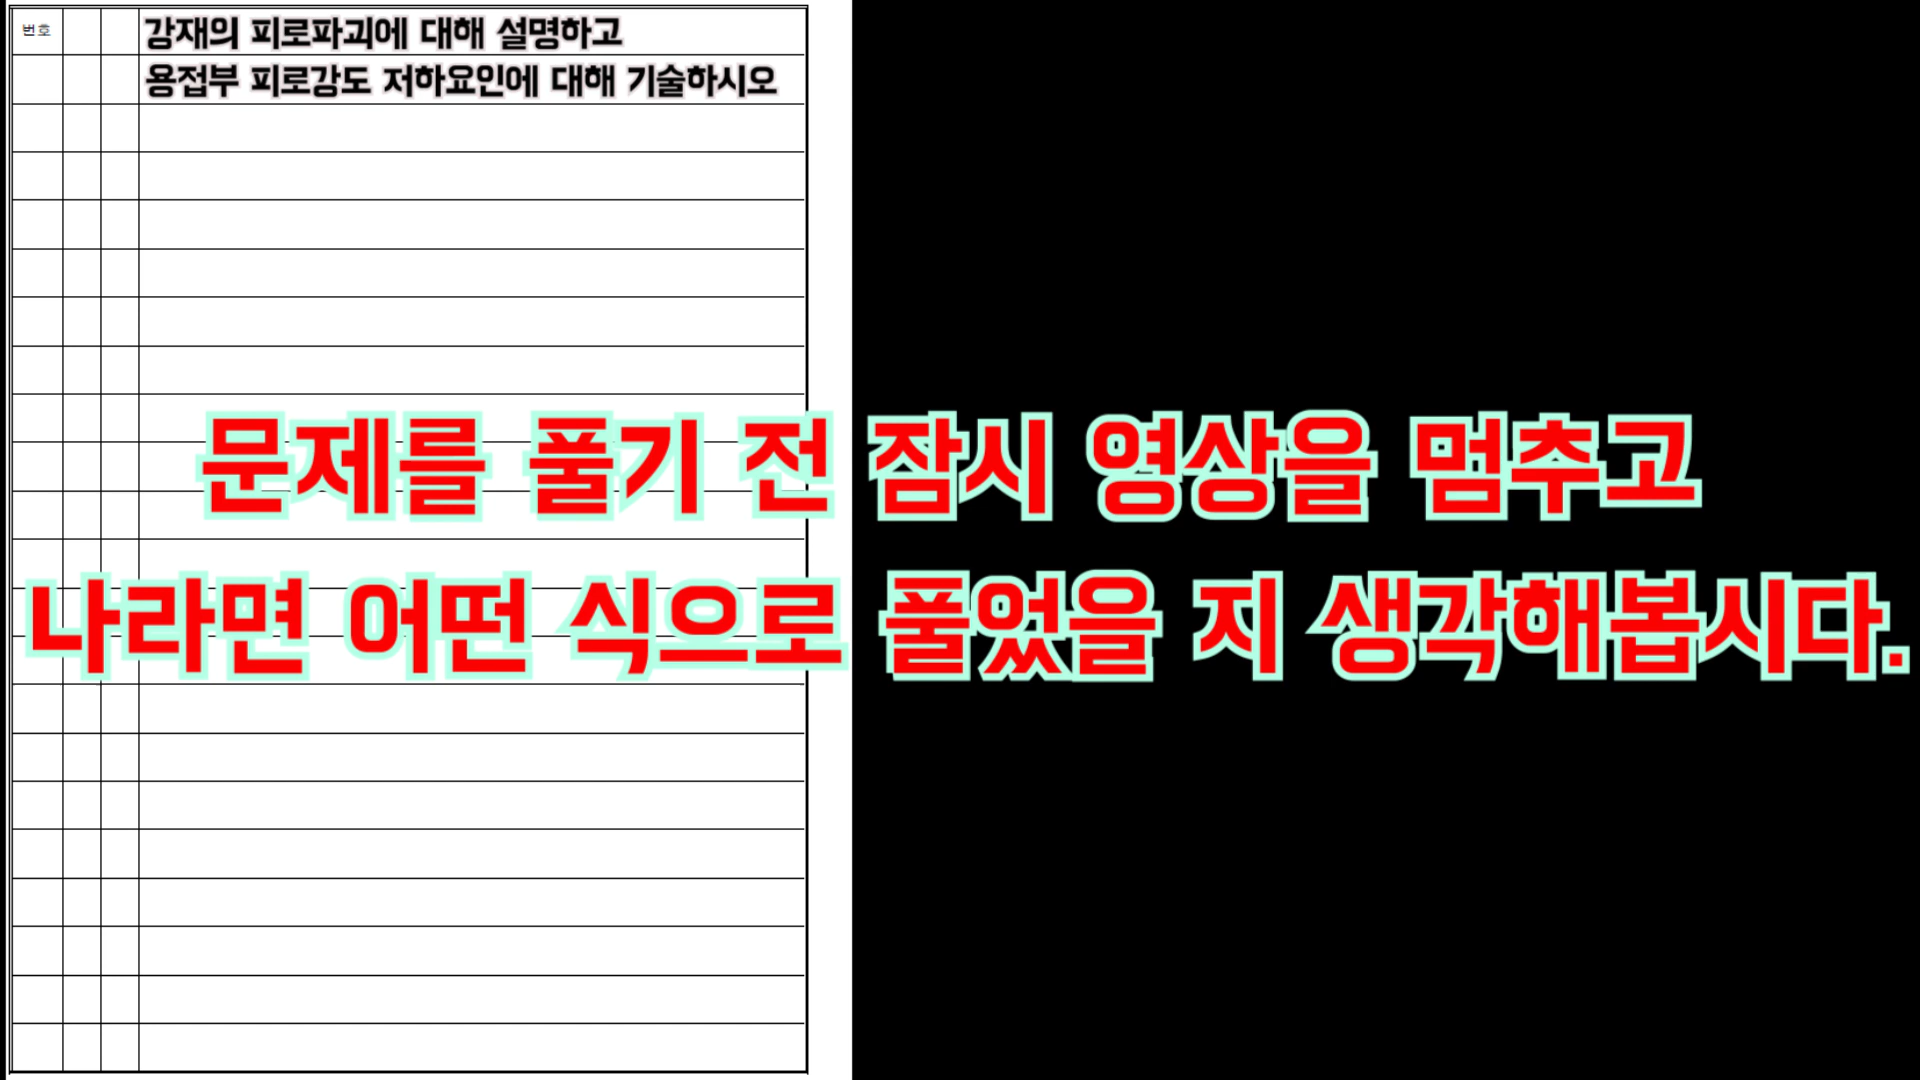 번호
강재의 피로파괴에 대해 설명하고
용접부 피로강도 저하요인에 대해 기술하시오
문제를 풀기 전 잠시 영상을 멈추고
나라면 어떤 식으로 풀었을 지 생각해봅시다.